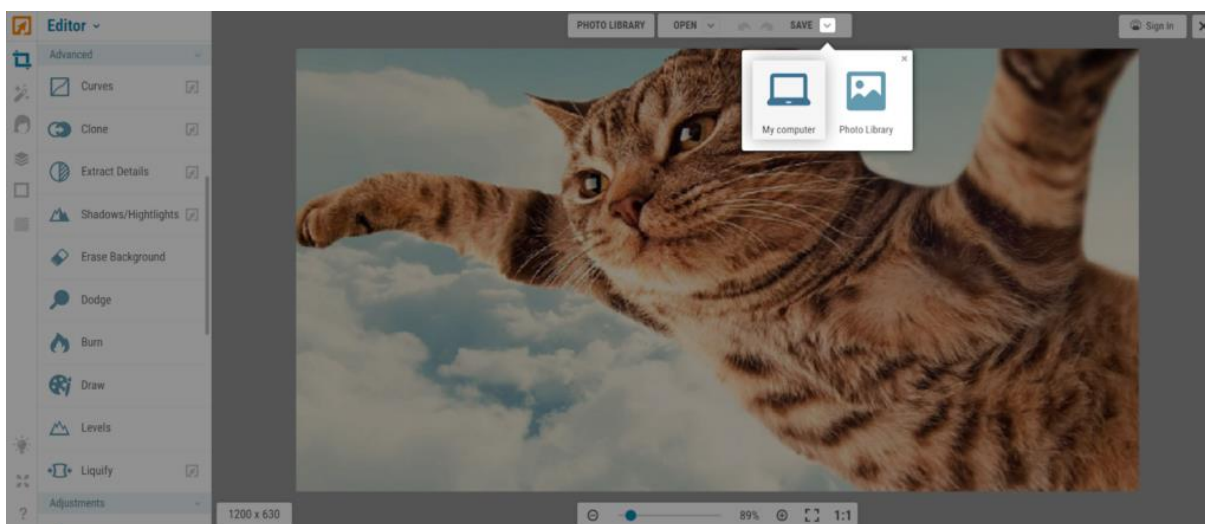 Editor
PHOTO LIBRARY
OPEN
SAVE
Sign in
Advanced
Curves
Clone
Extract Details
Shadows/Hightlights
Erase Background
Dodge
Burn
Draw
Levels
Liquify
Adjustments
My computer
Photo Library
?
1200 x 630
89%
1:1